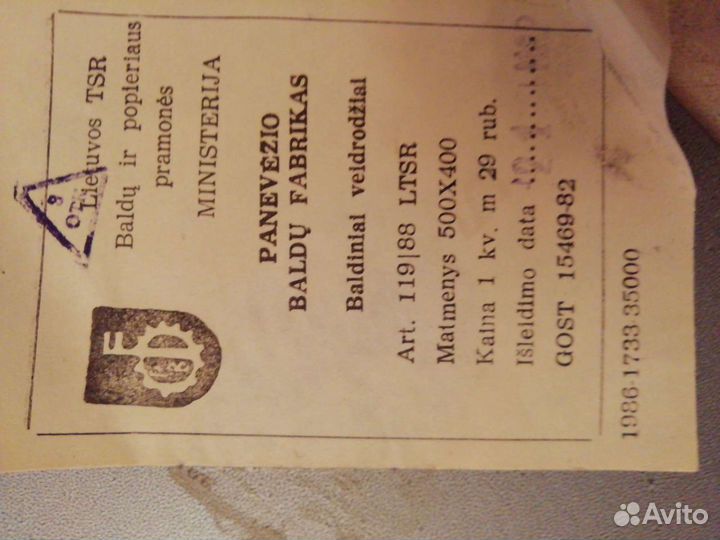 Lietuvos TSR
Baldų ir popieriaus
pramonės
MINISTERIJA
PANEVĖŽIO
BALDŲ FABRIKAS
Baldiniai veidrodžiai
Art. 119|88 LTSR
Matmenys 500X400
Kaina 1 kv. m 29 rub.
Išleidimo data
GOST 15469-82
1986-1733-35000
Avito